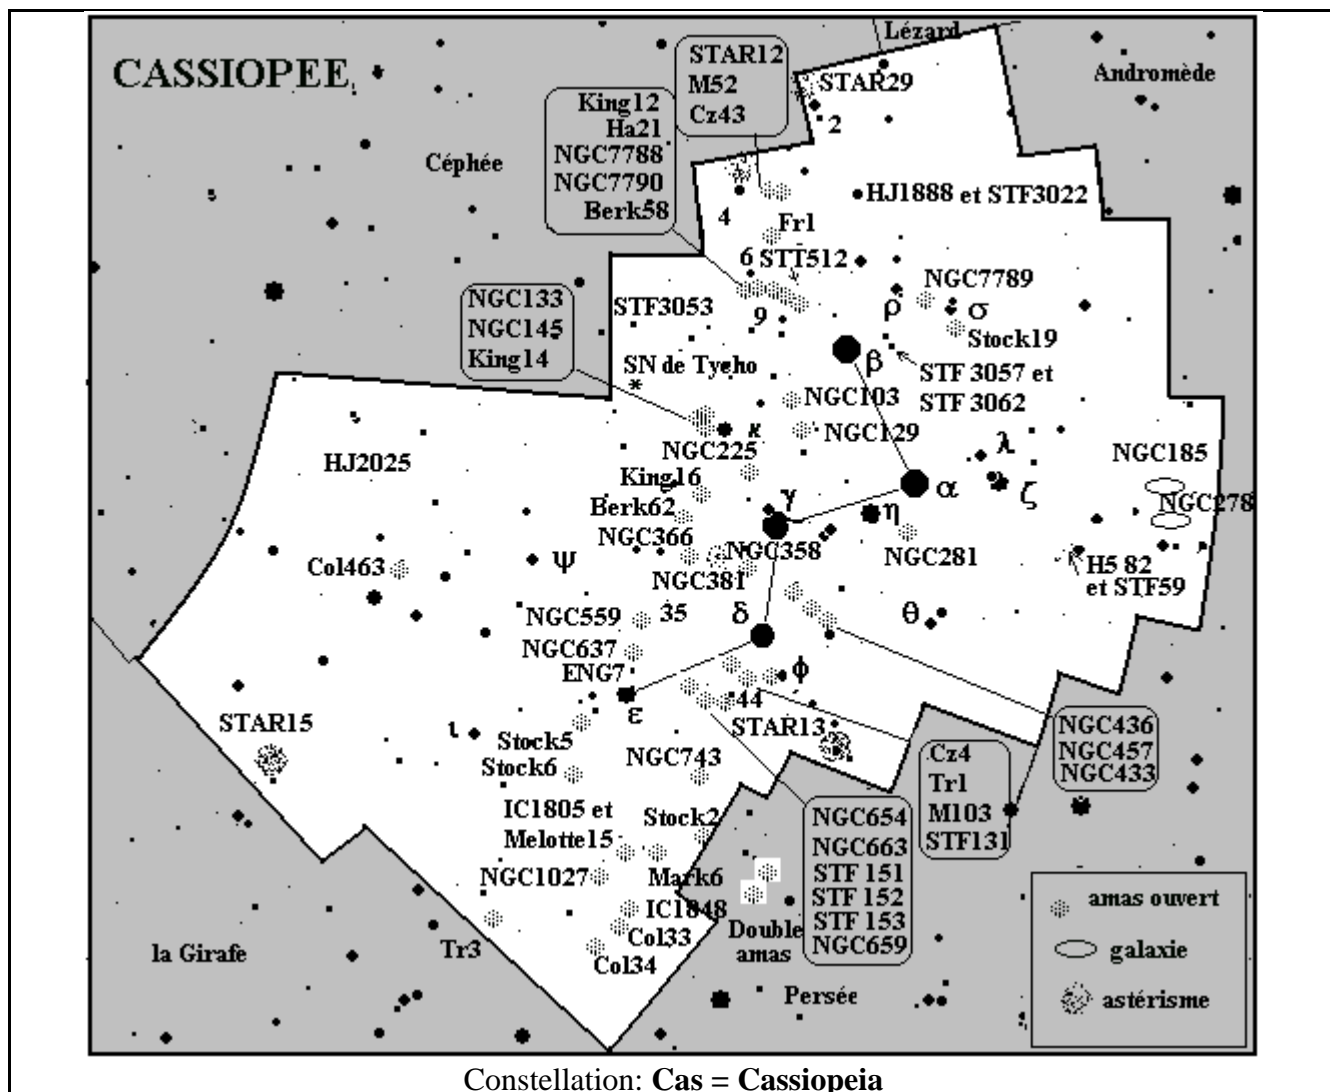 CASSIOPEE
Lézard
Andromède
Céphée
STAR12
M52
Cz43
STAR29
2
King12
Ha21
NGC7788
NGC7790
Berk58
4
HJ1888 et STF3022
Fr1
6 STT512
NGC7789
ρ
σ
Stock19
9
NGC133
NGC145
King14
STF3053
SN de Tyeho
β
STF 3057 et
STF 3062
NGC103
κ
NGC129
NGC225
λ
NGC185
HJ2025
King16
α
ζ
NGC278
Berk62
γ
η
NGC366
NGC358
NGC281
H5 82
et STF59
Col463
Ψ
NGC381
NGC559
35
δ
θ
NGC637
ENG7
φ
ε
44
STAR15
ι
STAR13
Stock5
Stock6
NGC743
NGC436
NGC457
NGC433
Cz4
Tr1
M103
STF131
IC1805 et
Melotte15
Stock2
NGC654
NGC663
STF 151
STF 152
STF 153
NGC659
NGC1027
Mark6
IC1848
Col33
Col34
Tr3
la Girafe
Double
amas
Persée
amas ouvert
galaxie
astérisme
Constellation: Cas = Cassiopeia